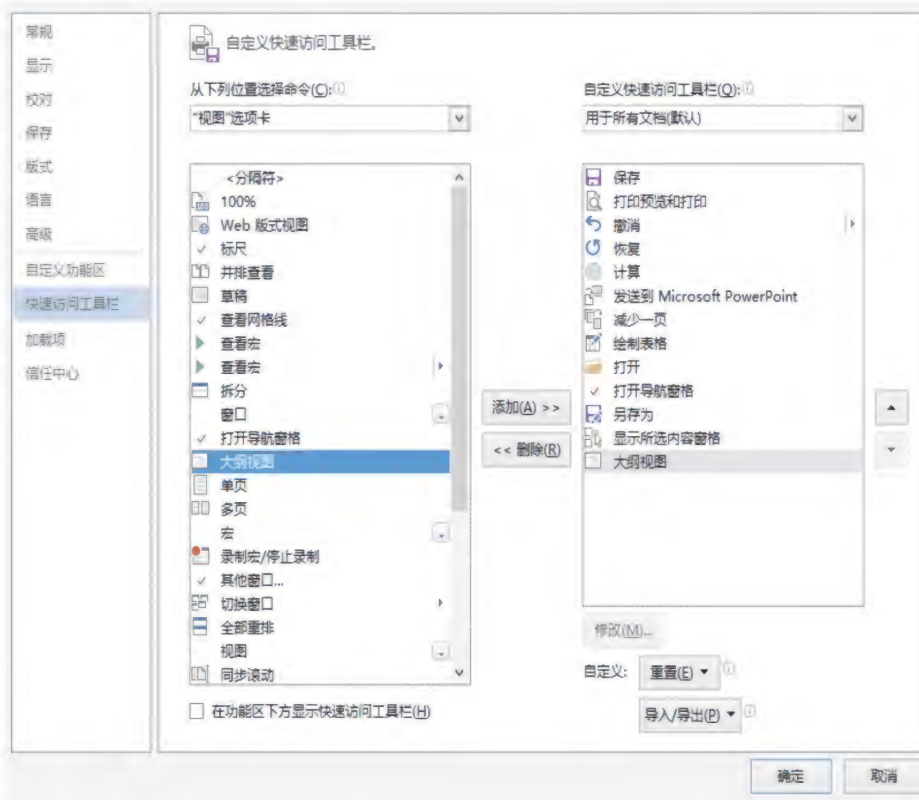 常规
显示
校对
保存
版式
语言
高级
自定义功能区
快速访问工具栏
加载项
信任中心
自定义快速访问工具栏。
从下列位置选择命令(C):
"视图"选项卡
<分隔符>
100%
Web 版式视图
标尺
并排查看
草稿
查看网格线
查看宏
查看宏
拆分
窗口
打开导航窗格
大纲视图
单页
多页
宏
录制宏/停止录制
其他窗口...
切换窗口
全部重排
视图
同步滚动
在功能区下方显示快速访问工具栏(H)
添加(A) >>
<< 删除(R)
自定义快速访问工具栏(Q):
用于所有文档(默认)
保存
打印预览和打印
撤消
恢复
计算
发送到 Microsoft PowerPoint
减少一页
绘制表格
打开
打开导航窗格
另存为
显示所选内容窗格
大纲视图
修改(M)...
自定义: 重置(E)
导入/导出(P)
确定 取消